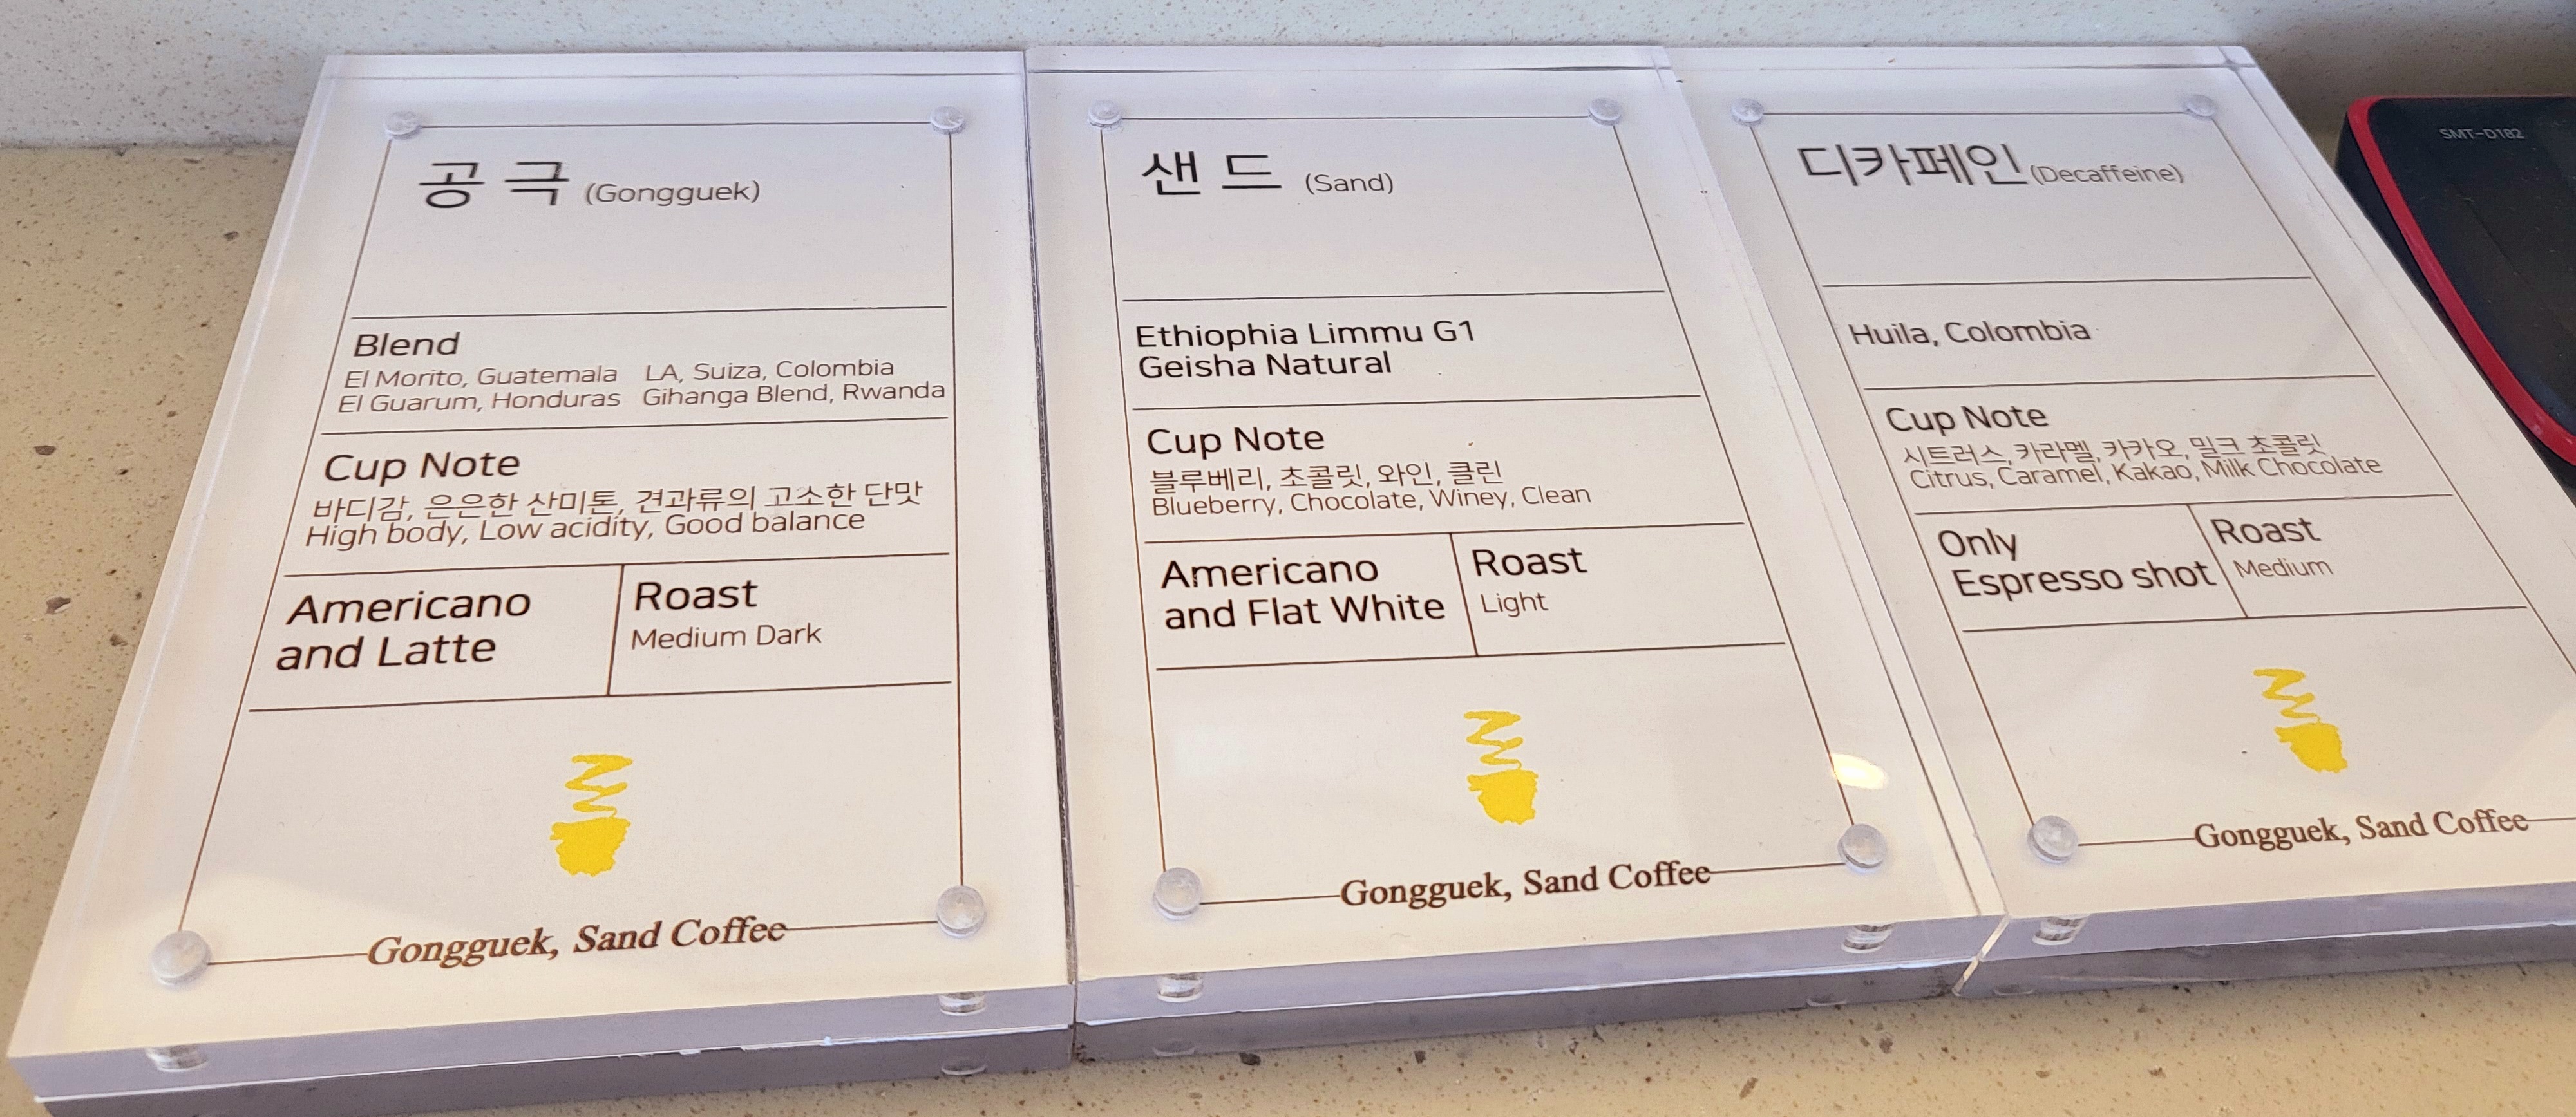 공극 (Gongguek)
Blend
El Morito, Guatemala LA, Suiza, Colombia
El Guarum, Honduras Gihanga Blend, Rwanda
Cup Note
바디감, 은은한 산미톤, 견과류의 고소한 단맛
High body, Low acidity, Good balance
Americano
and Latte
Roast
Medium Dark
Gongguek, Sand Coffee
샌드 (Sand)
Ethiophia Limmu G1
Geisha Natural
Cup Note
블루베리, 초콜릿, 와인, 클린
Blueberry, Chocolate, Winey, Clean
Americano
and Flat White
Roast
Light
Gongguek, Sand Coffee
디카페인 (Decaffeine)
Huila, Colombia
Cup Note
시트러스, 카라멜, 카카오, 밀크 초콜릿
Citrus, Caramel, Kakao, Milk Chocolate
Only
Espresso shot
Roast
Medium
Gongguek, Sand Coffee
SMT-D182